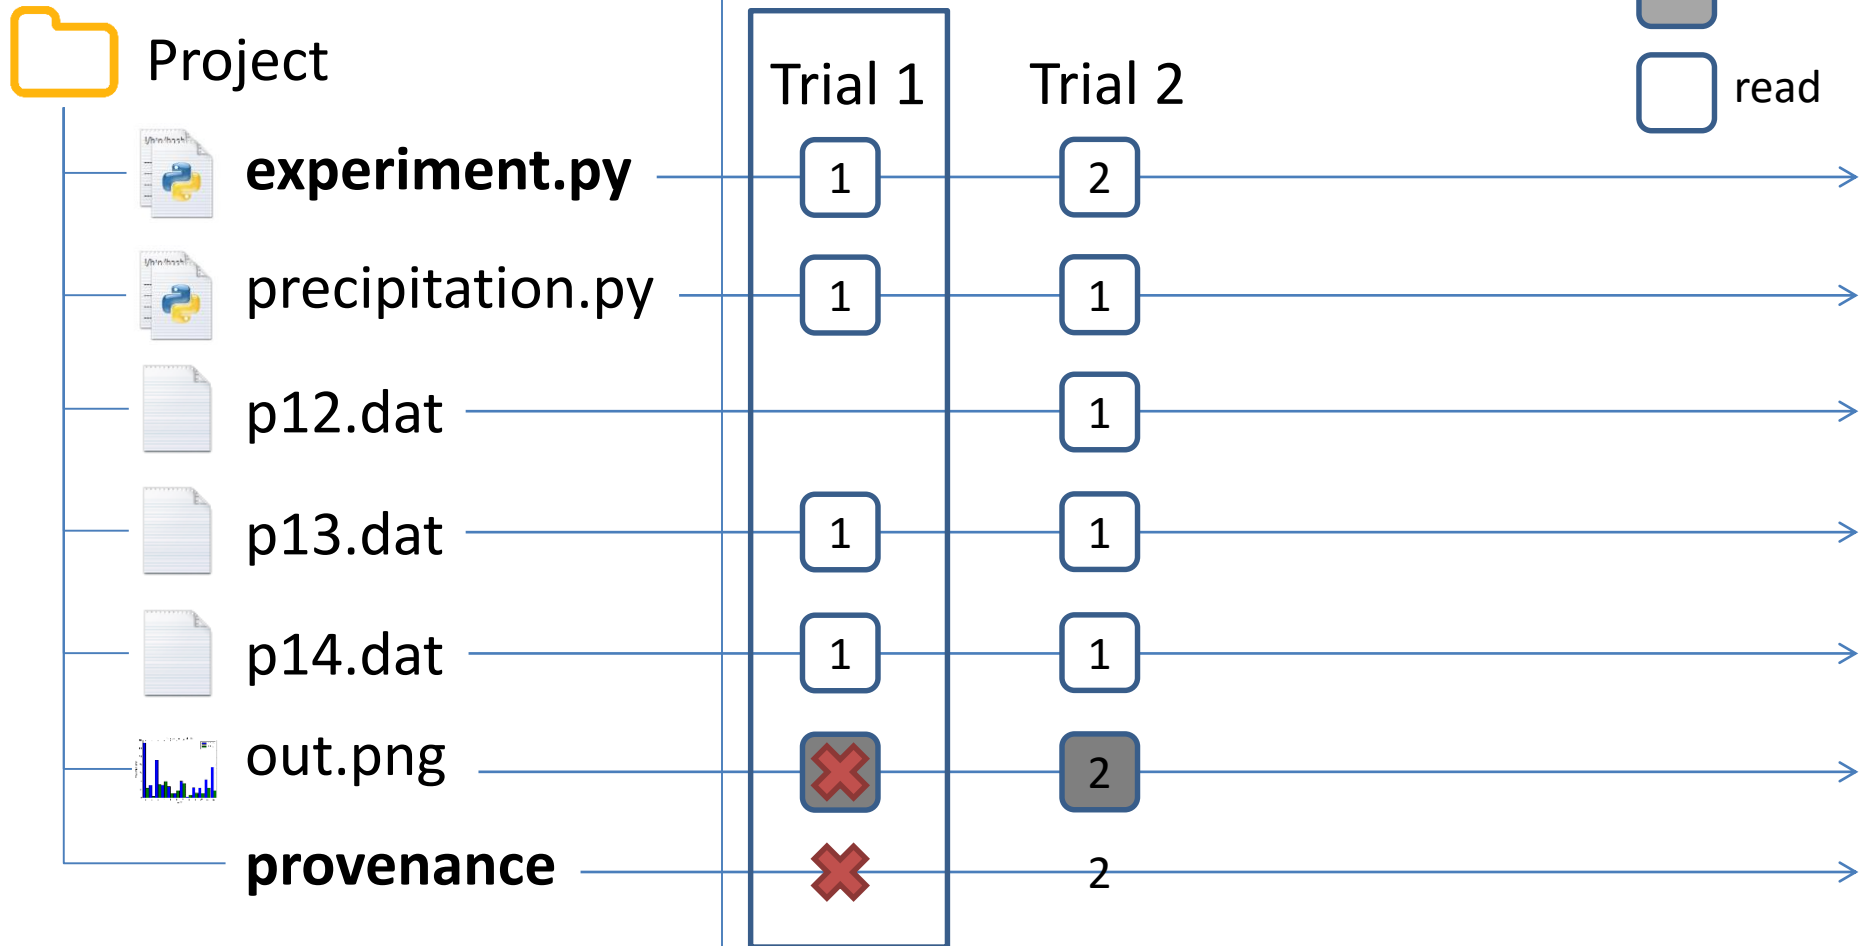 Project
Trial 1 Trial 2
read
experiment.py 1 2
precipitation.py 1 1
p12.dat 1
p13.dat 1 1
p14.dat 1 1
out.png 2
provenance 2